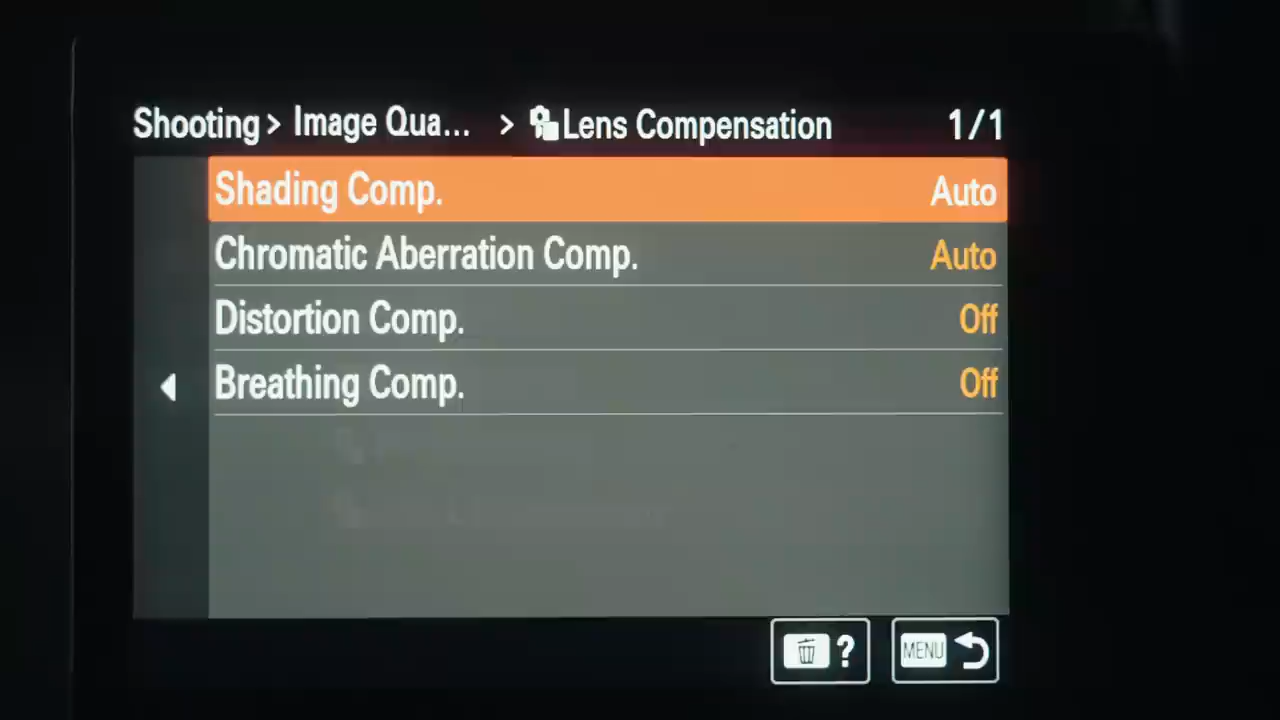 Shooting > Image Qua... > Lens Compensation 1/1
Shading Comp. Auto
Chromatic Aberration Comp. Auto
Distortion Comp. Off
Breathing Comp. Off
? MENU